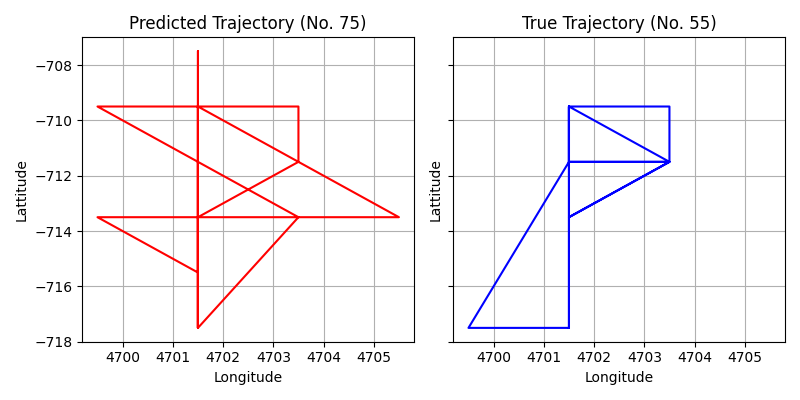 Predicted Trajectory (No. 75)
True Trajectory (No. 55)
Lattitude
−708
−710
−712
−714
−716
−718
4700 4701 4702 4703 4704 4705
Longitude
Lattitude
4700 4701 4702 4703 4704 4705
Longitude